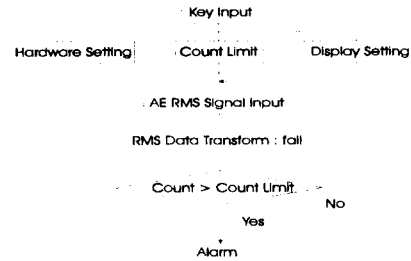 Key Input
Hardware Setting Count Limit Display Setting
AE RMS Signal Input
RMS Data Transform : fail
Count > Count Limit
No
Yes
Alarm